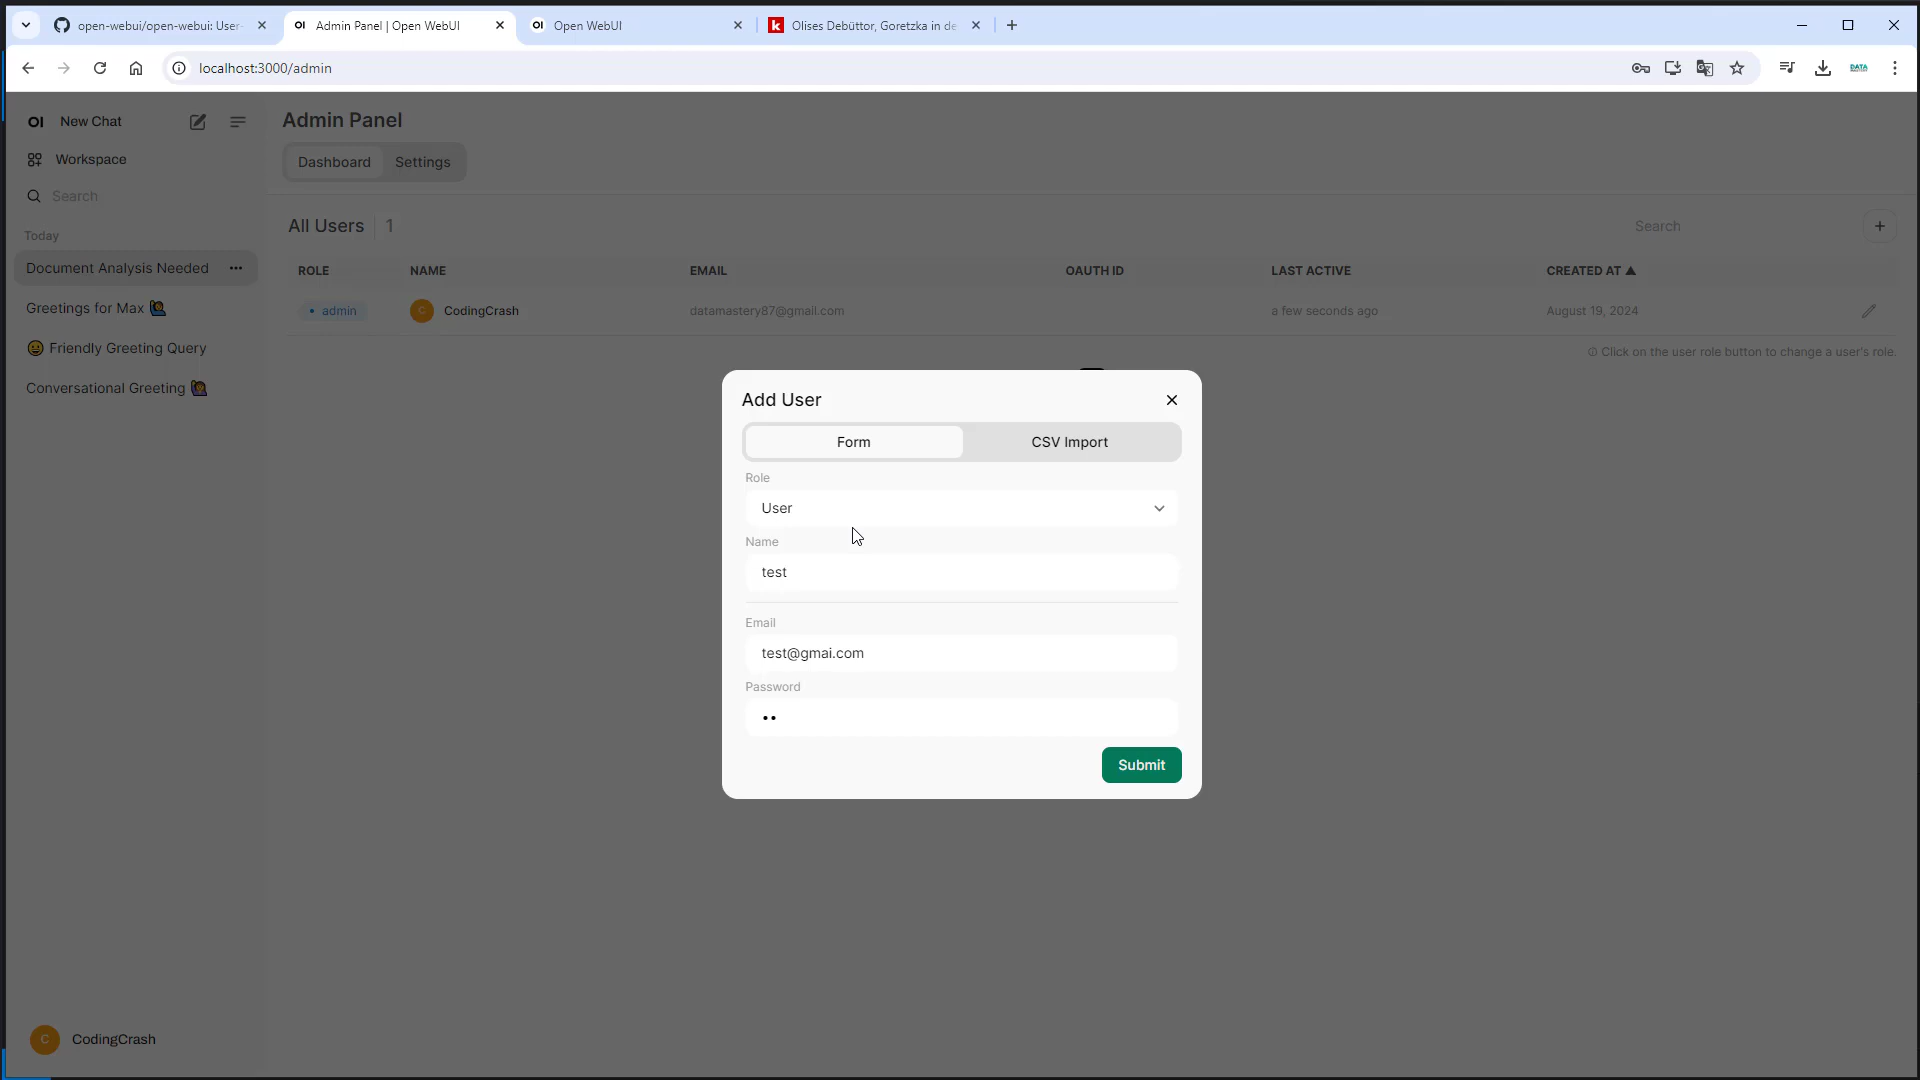 open-webui/open-webui: User-
Admin Panel | Open WebUI
Open WebUI
Olises Debüttor, Goretzka in de
localhost:3000/admin
DATA
OI New Chat
Admin Panel
Workspace
Dashboard Settings
Search
All Users 1
Search
Today
Document Analysis Needed
ROLE NAME EMAIL OAUTH ID LAST ACTIVE CREATED AT ▲
Greetings for Max 🙋
admin C CodingCrash datamastery87@gmail.com a few seconds ago August 19, 2024
😀 Friendly Greeting Query
Click on the user role button to change a user's role.
Conversational Greeting 🙋
Add User
Form CSV Import
Role
User
Name
test
Email
test@gmai.com
Password
••
Submit
C CodingCrash